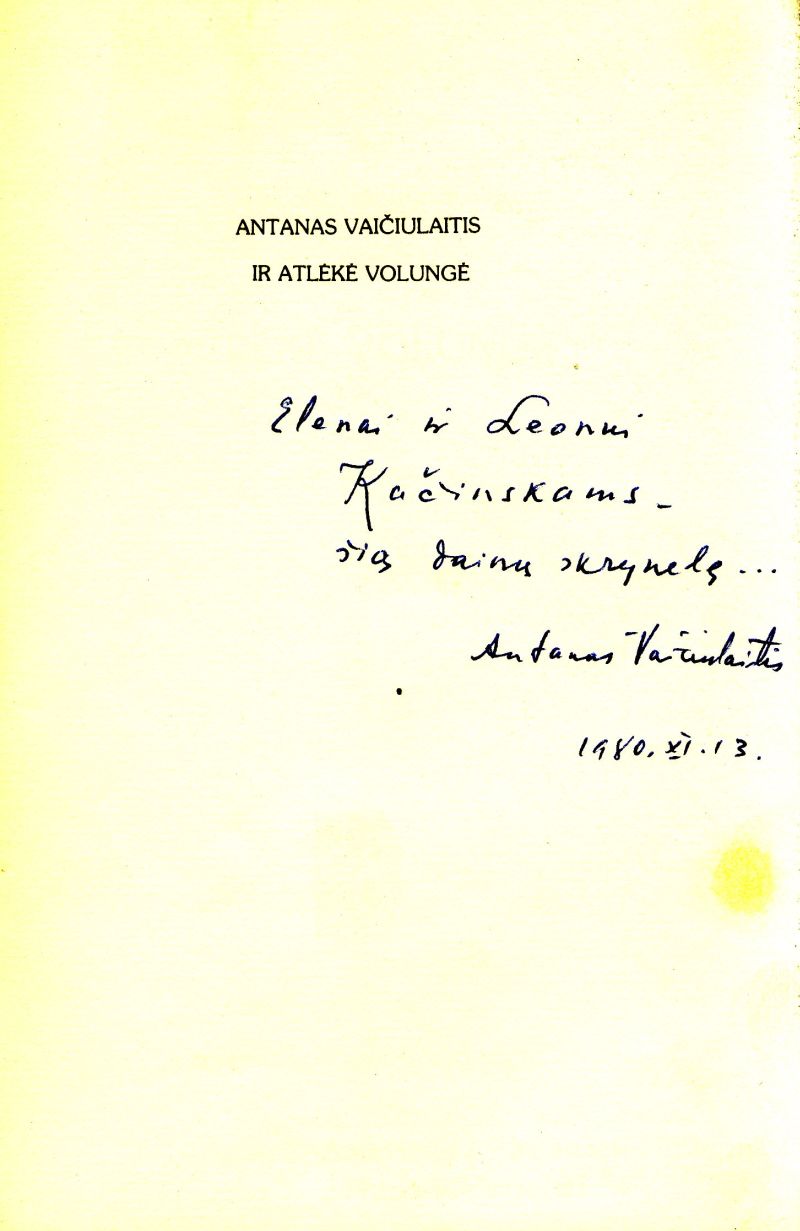 ANTANAS VAIČIULAITIS
IR ATLĖKĖ VOLUNGĖ
Elenai ir Leonui
Kačinskams –
šią dainų skrynelę ...
Antanas Vaičiulaitis
1980. XI. 13.